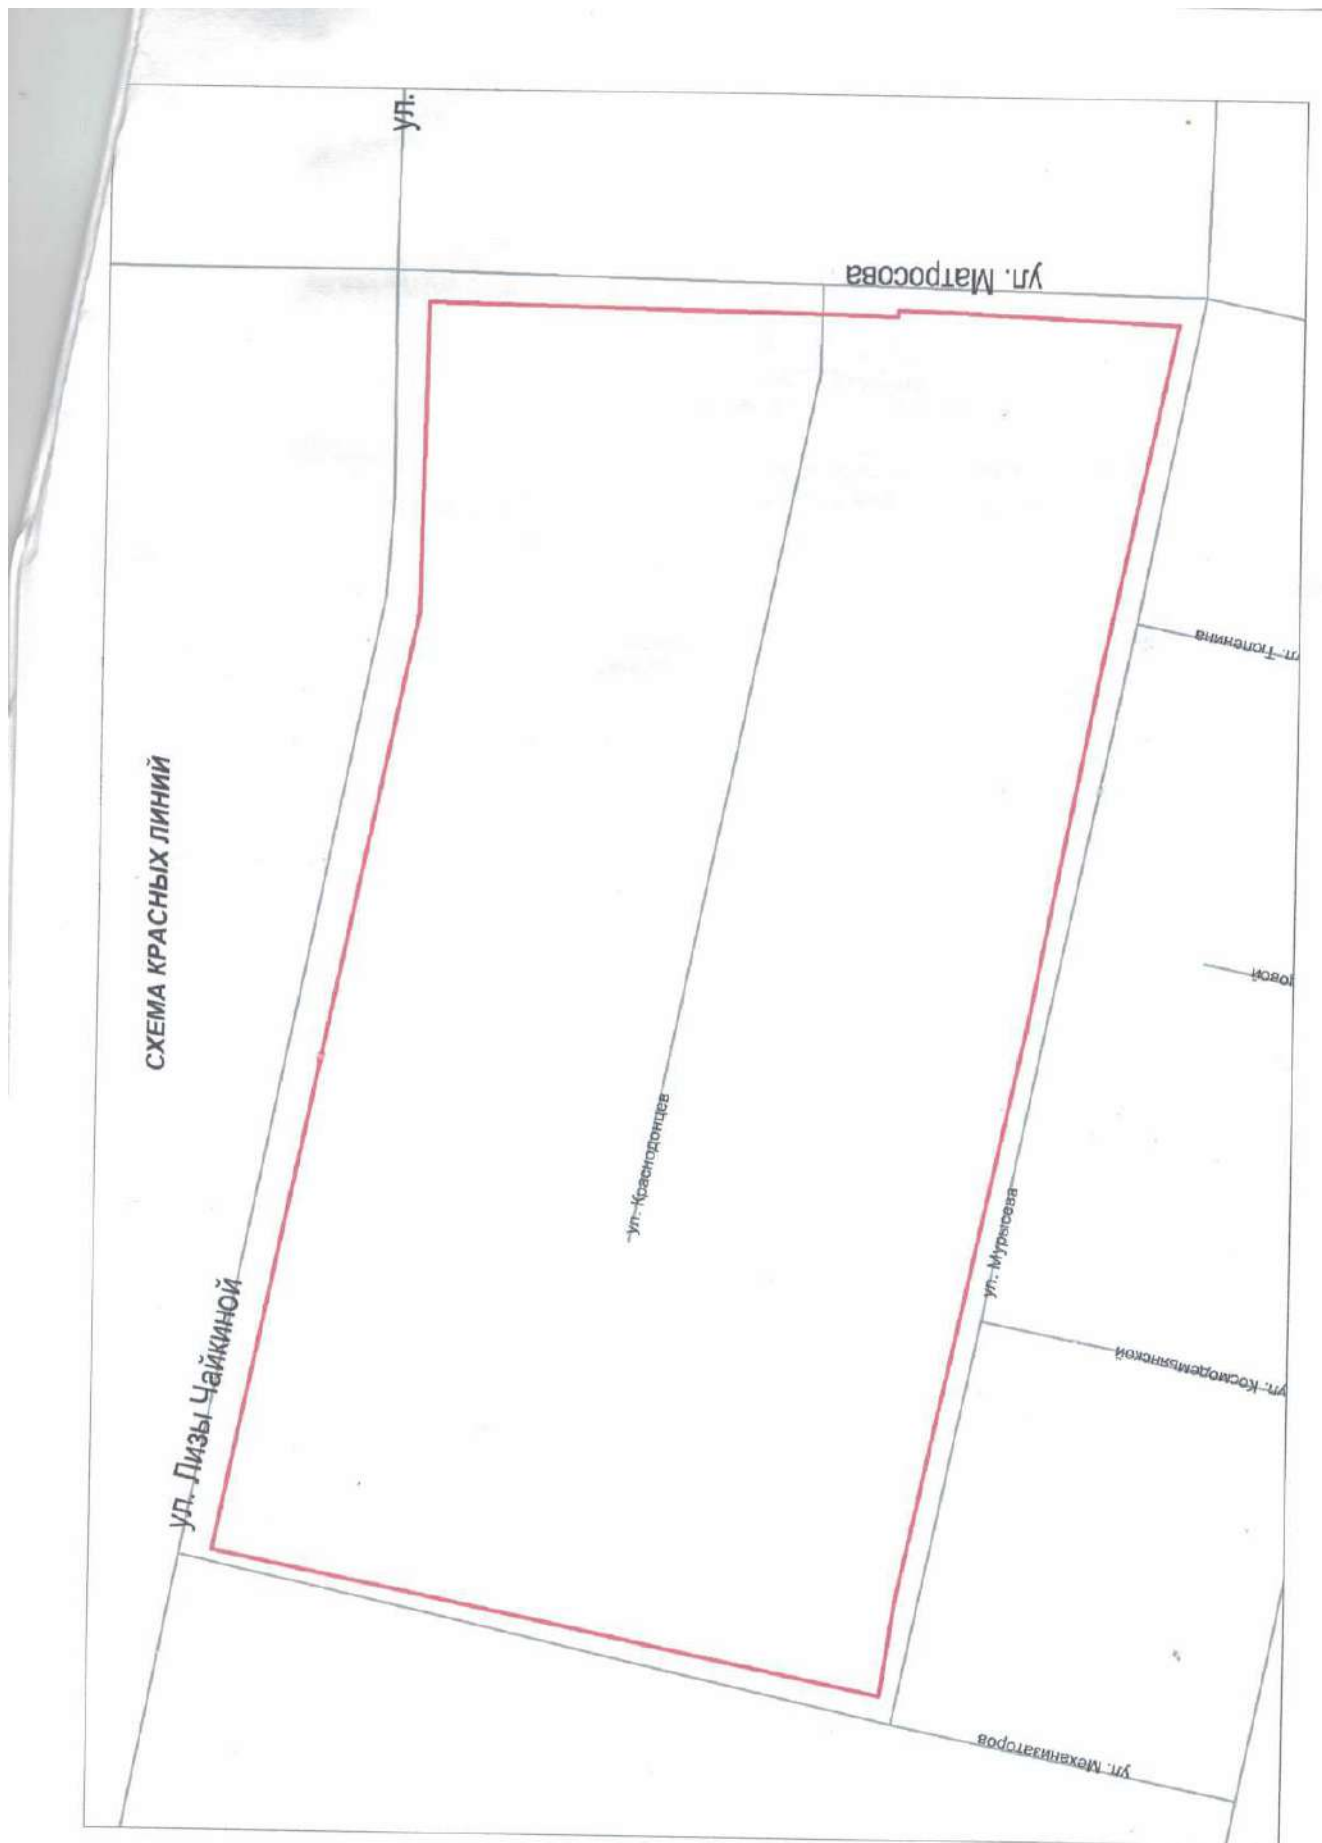 СХЕМА КРАСНЫХ ЛИНИЙ
ул.
ул. Матросова
ул. Тюленина
довой
ул. Краснодонцев
ул. Мурысева
ул. Лизы Чайкиной
ул. Космодемьянской
ул. Механизаторов